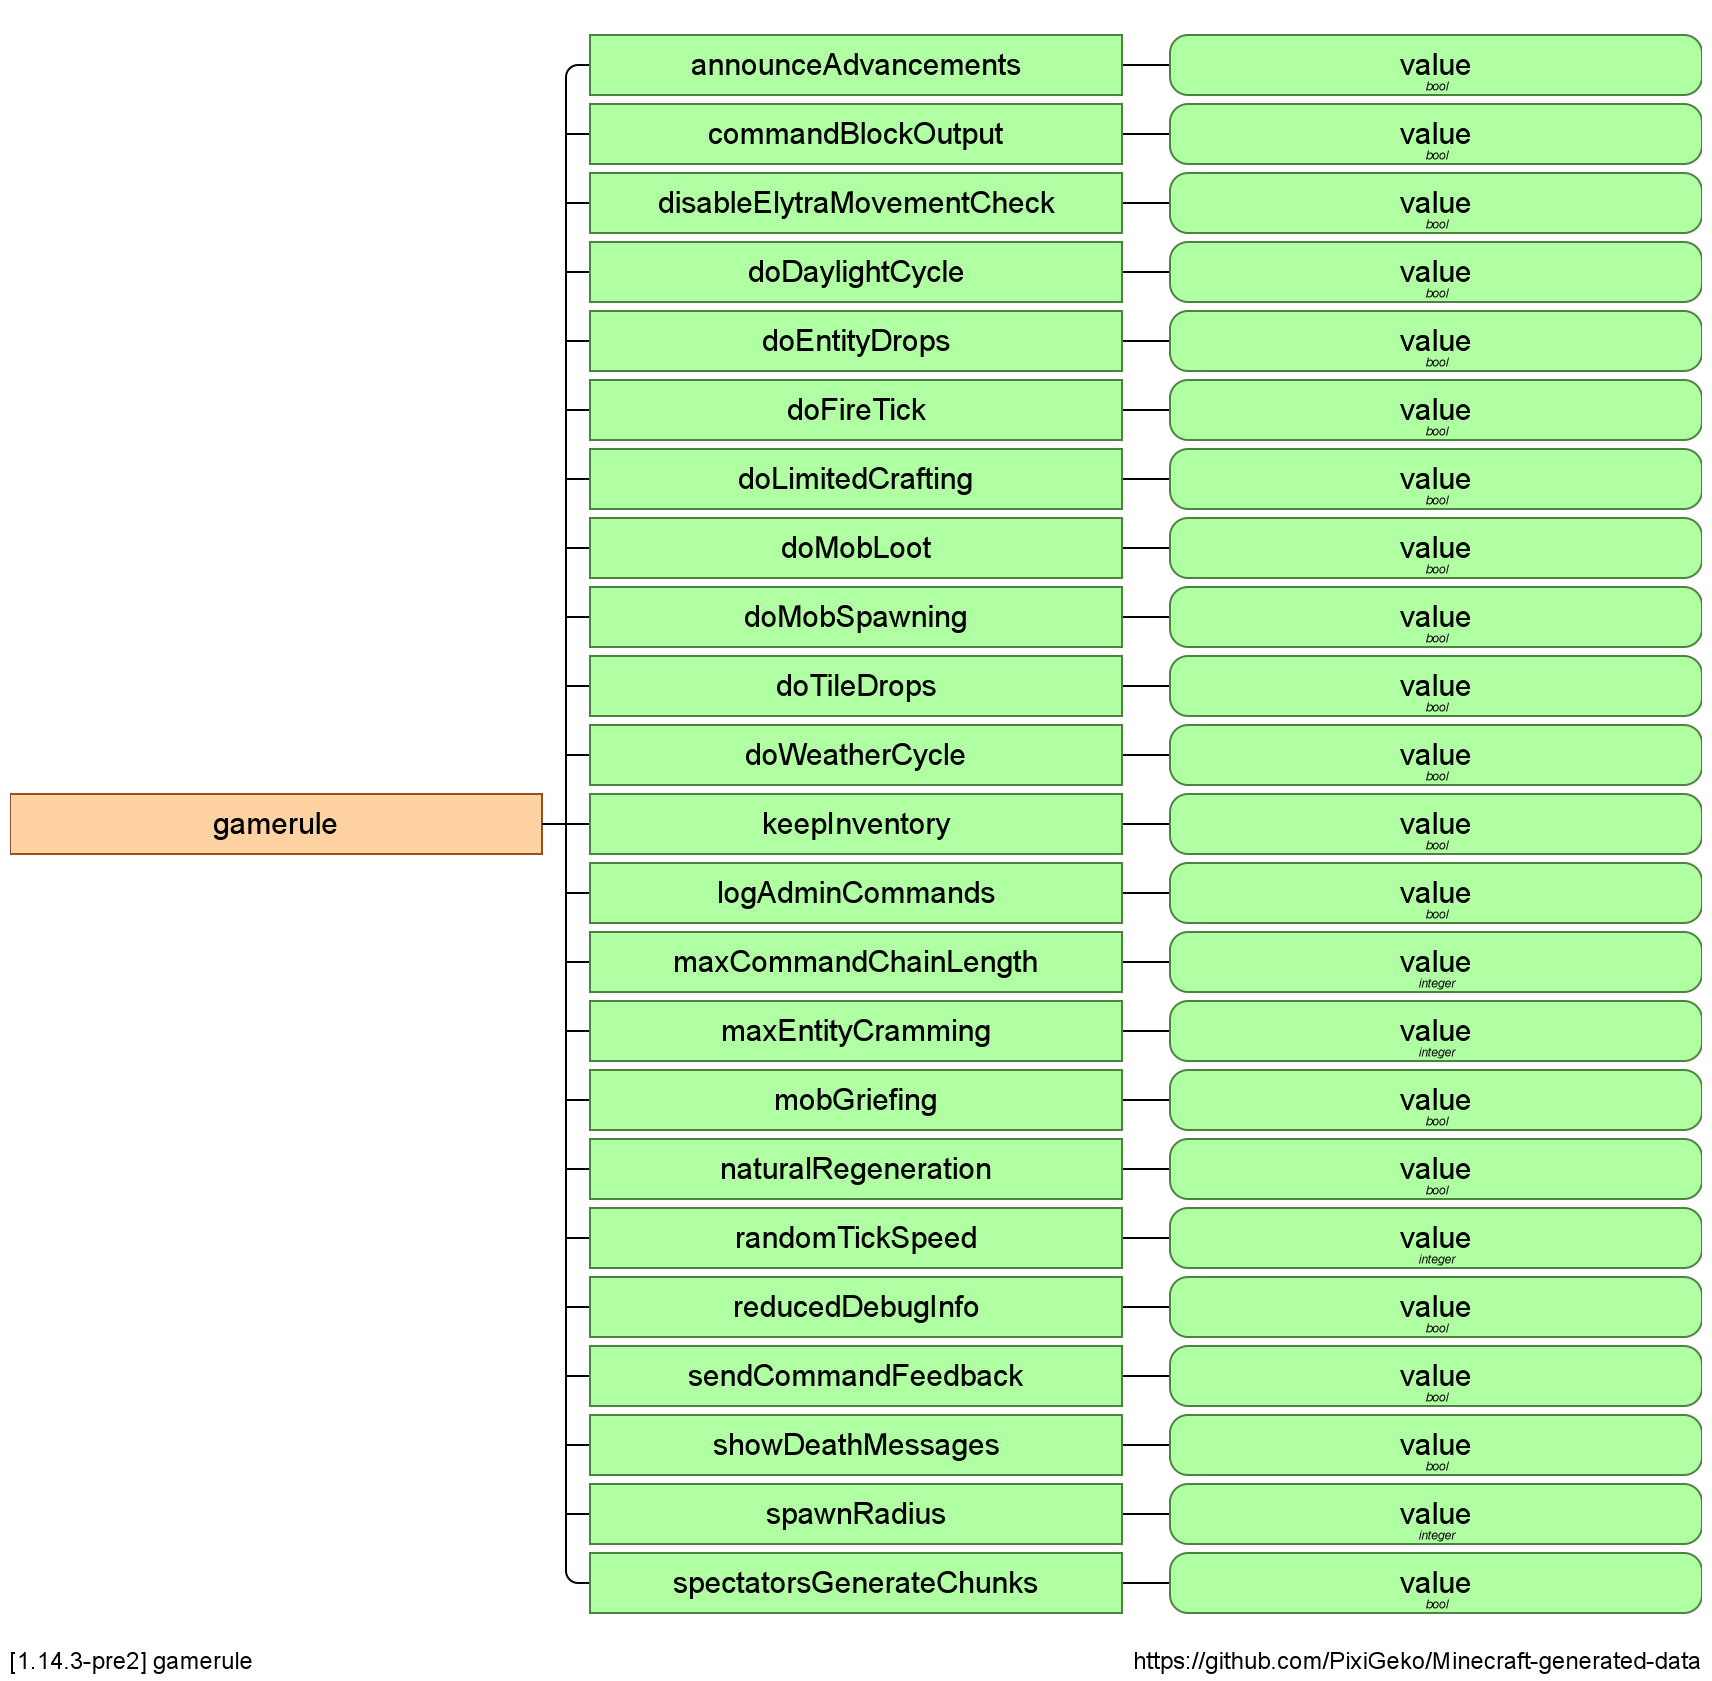 announceAdvancements
value
bool
commandBlockOutput
value
bool
disableElytraMovementCheck
value
bool
doDaylightCycle
value
bool
doEntityDrops
value
bool
doFireTick
value
bool
doLimitedCrafting
value
bool
doMobLoot
value
bool
doMobSpawning
value
bool
doTileDrops
value
bool
doWeatherCycle
value
bool
gamerule
keepInventory
value
bool
logAdminCommands
value
bool
maxCommandChainLength
value
integer
maxEntityCramming
value
integer
mobGriefing
value
bool
naturalRegeneration
value
bool
randomTickSpeed
value
integer
reducedDebugInfo
value
bool
sendCommandFeedback
value
bool
showDeathMessages
value
bool
spawnRadius
value
integer
spectatorsGenerateChunks
value
bool
[1.14.3-pre2] gamerule
https://github.com/PixiGeko/Minecraft-generated-data